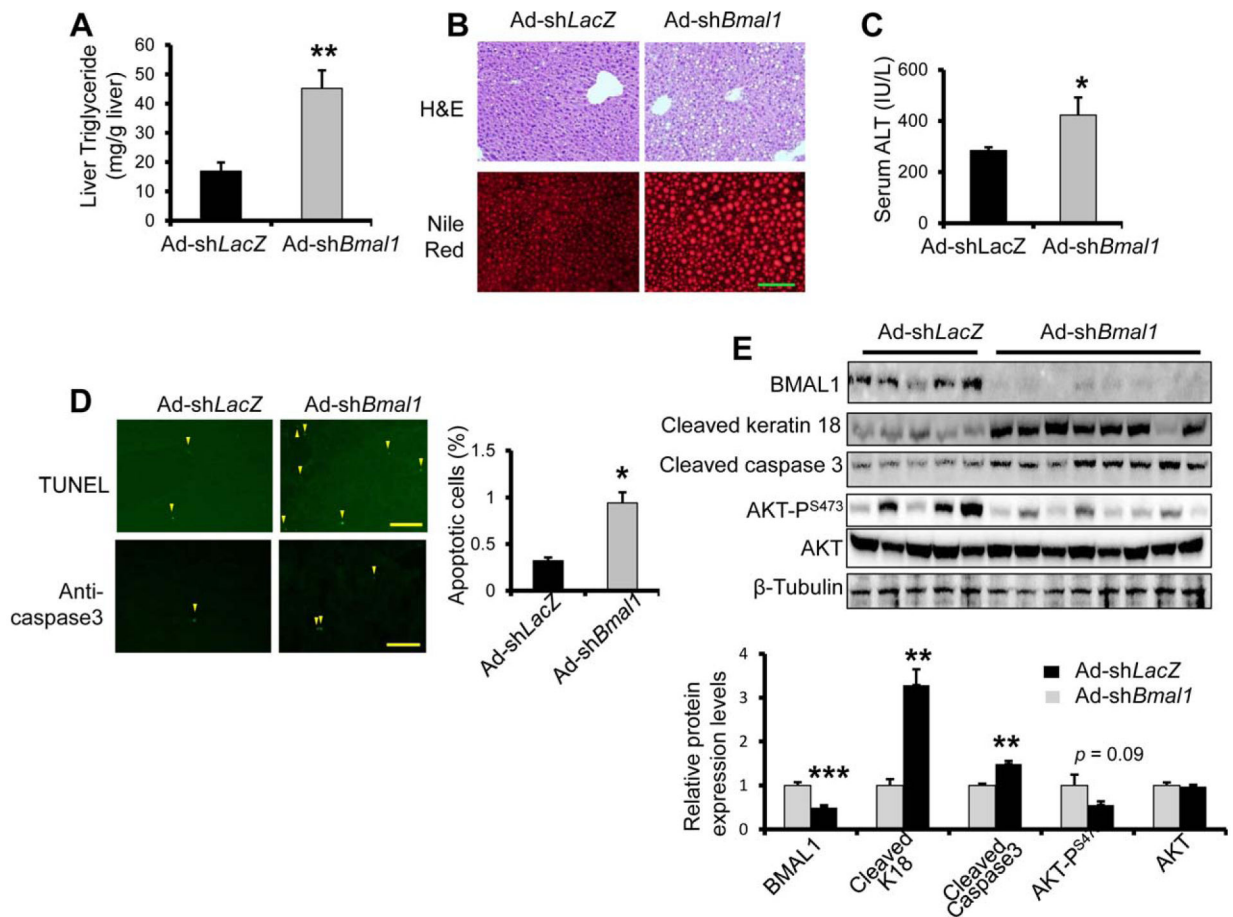 A
Liver Triglyceride
(mg/g liver)
60
50
40
30
20
10
0
**
Ad-shLacZ
Ad-shBmal1
B
Ad-shLacZ
Ad-shBmal1
H&E
Nile
Red
C
Serum ALT (IU/L)
600
400
200
0
*
Ad-shLacZ
Ad-shBmal1
D
Ad-shLacZ
Ad-shBmal1
TUNEL
Anti-
caspase3
Apoptotic cells (%)
1.5
1
0.5
0
*
Ad-shLacZ
Ad-shBmal1
E
Ad-shLacZ
Ad-shBmal1
BMAL1
Cleaved keratin 18
Cleaved caspase 3
AKT-PS473
AKT
β-Tubulin
Relative protein
expression levels
4
3
2
1
0
***
**
**
p = 0.09
Ad-shLacZ
Ad-shBmal1
BMAL1
Cleaved
K18
Cleaved
Caspase3
AKT-PS47
AKT